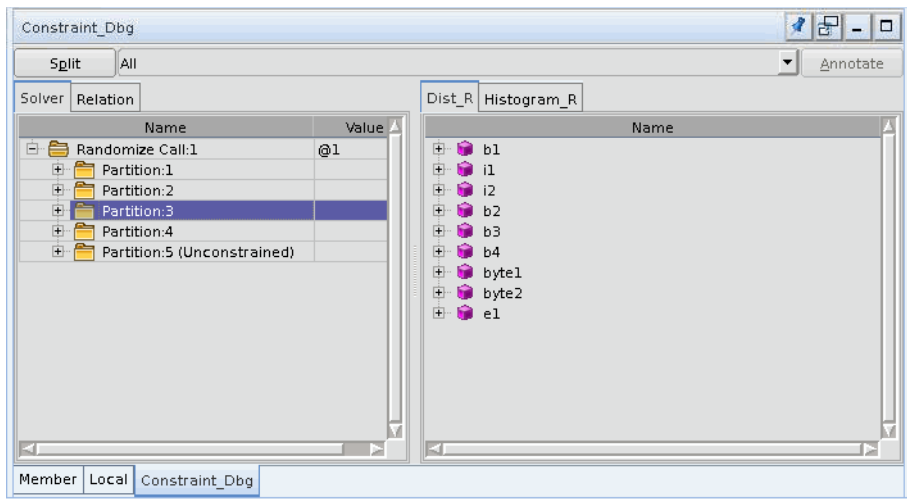 Constraint_Dbg
Split All Annotate
Solver Relation
Name Value
Randomize Call:1 @1
Partition:1
Partition:2
Partition:3
Partition:4
Partition:5 (Unconstrained)
Dist_R Histogram_R
Name
b1
i1
i2
b2
b3
b4
byte1
byte2
e1
Member Local Constraint_Dbg